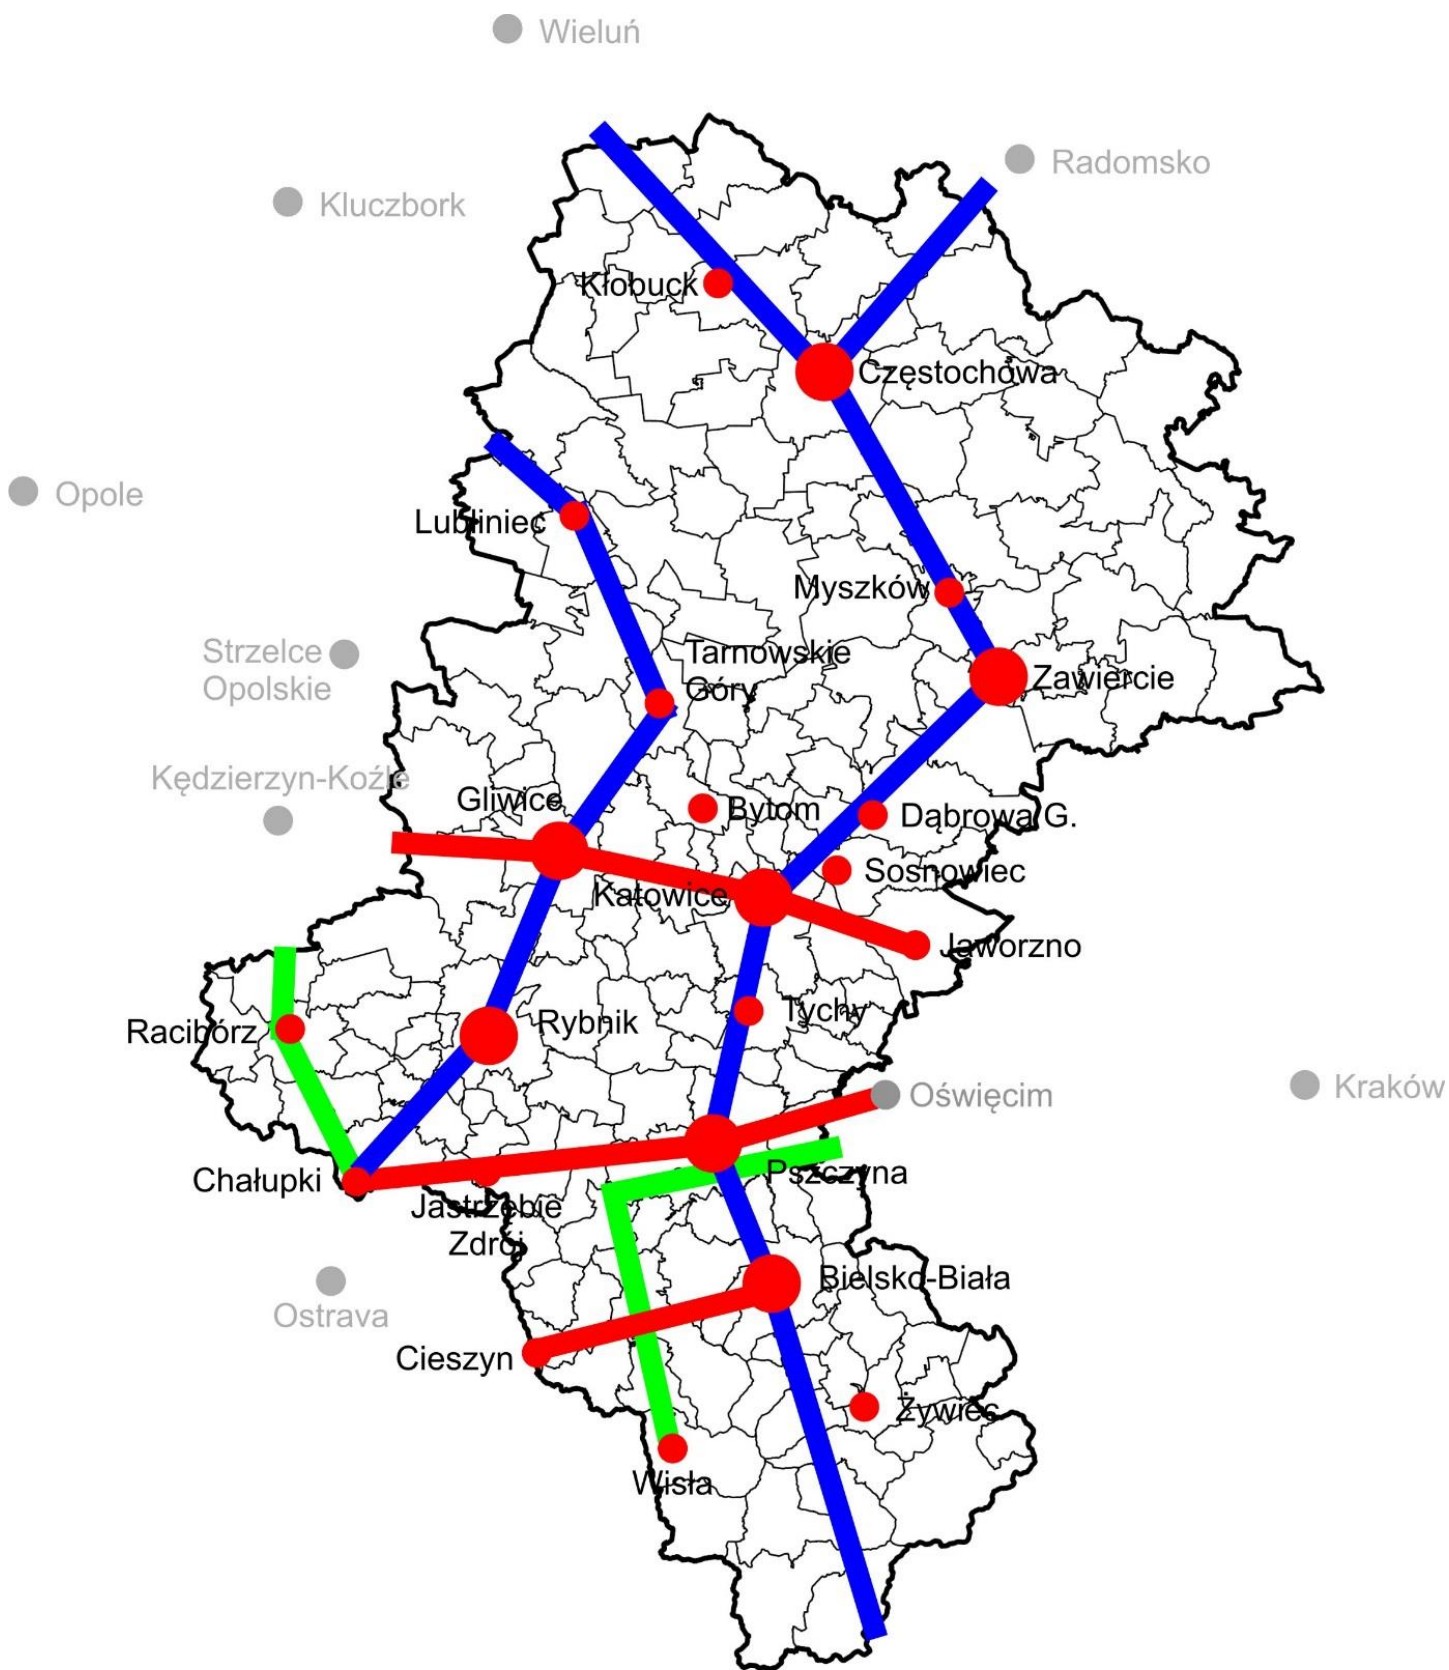 Wieluń
Radomsko
Kluczbork
Kłobuck
Częstochowa
Opole
Lubliniec
Myszków
Strzelce
Opolskie
Tarnowskie
Góry
Zawiercie
Kędzierzyn-Koźle
Gliwice
Bytom
Dąbrowa G.
Sosnowiec
Katowice
Jaworzno
Racibórz
Rybnik
Tychy
Oświęcim
Kraków
Chałupki
Pszczyna
Jastrzębie
Zdrój
Bielsko-Biała
Ostrava
Cieszyn
Żywiec
Wisła